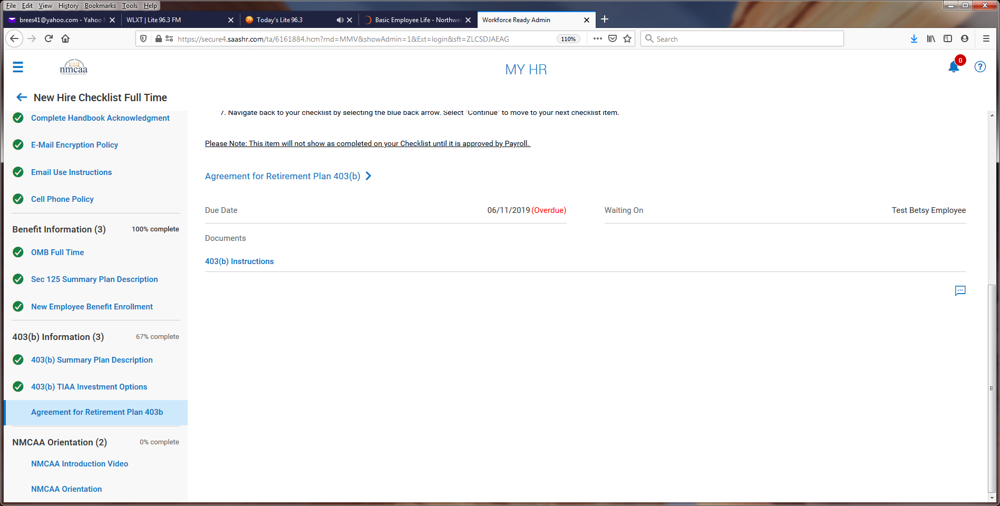 File Edit View History Bookmarks Tools Help
brees41@yahoo.com - Yahoo
WLXT | Lite 96.3 FM
Today's Lite 96.3
Basic Employee Life - Northwe
Workforce Ready Admin
https://secure4.saashr.com/ta/6161884.hcm?rnd=MMV&showAdmin=1&Ext=login&sft=ZLCSDJAEAG
110%
Search
nmcaa
MY HR
0
?
New Hire Checklist Full Time
Complete Handbook Acknowledgment
E-Mail Encryption Policy
Email Use Instructions
Cell Phone Policy
Benefit Information (3) 100% complete
OMB Full Time
Sec 125 Summary Plan Description
New Employee Benefit Enrollment
403(b) Information (3) 67% complete
403(b) Summary Plan Description
403(b) TIAA Investment Options
Agreement for Retirement Plan 403b
NMCAA Orientation (2) 0% complete
NMCAA Introduction Video
NMCAA Orientation
7. Navigate back to your checklist by selecting the blue back arrow. Select "Continue" to move to your next checklist item.
Please Note: This item will not show as completed on your Checklist until it is approved by Payroll.
Agreement for Retirement Plan 403(b)
Due Date 06/11/2019 (Overdue)
Waiting On Test Betsy Employee
Documents
403(b) Instructions